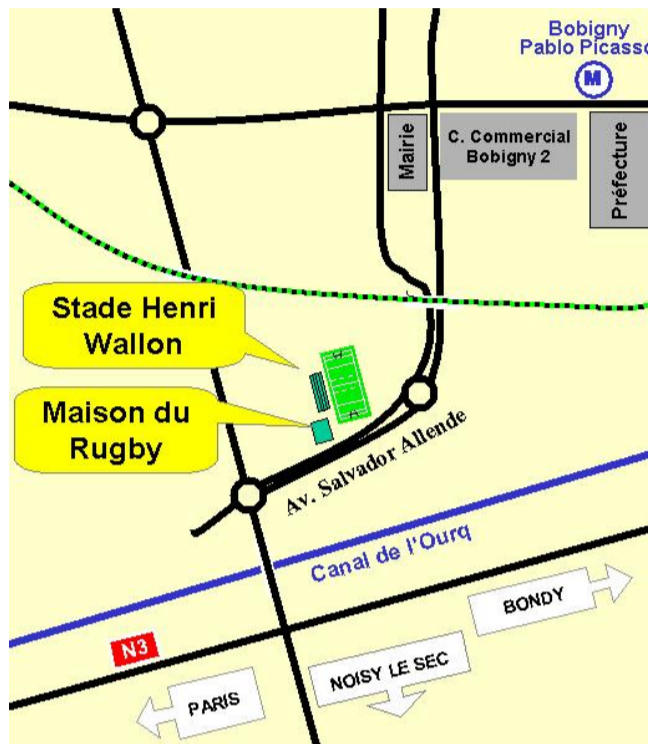 Bobigny
Pablo Picasso
M
Mairie
C. Commercial
Bobigny 2
Préfecture
Stade Henri
Wallon
Maison du
Rugby
Av. Salvador Allende
Canal de l'Ourq
BONDY
N3
NOISY LE SEC
PARIS